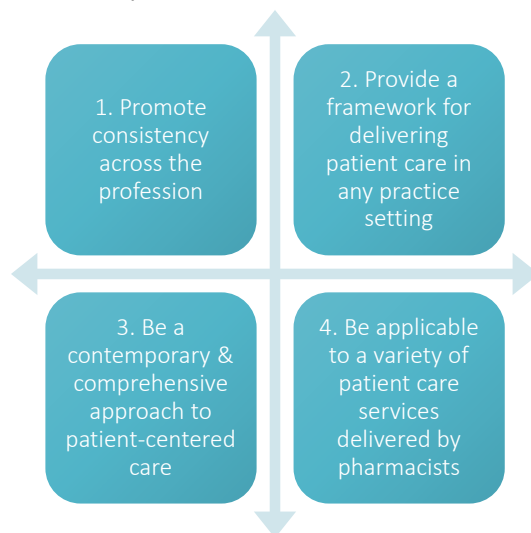 1. Promote
consistency
across the
profession
2. Provide a
framework for
delivering
patient care in
any practice
setting
3. Be a
contemporary &
comprehensive
approach to
patient-centered
care
4. Be applicable
to a variety of
patient care
services
delivered by
pharmacists